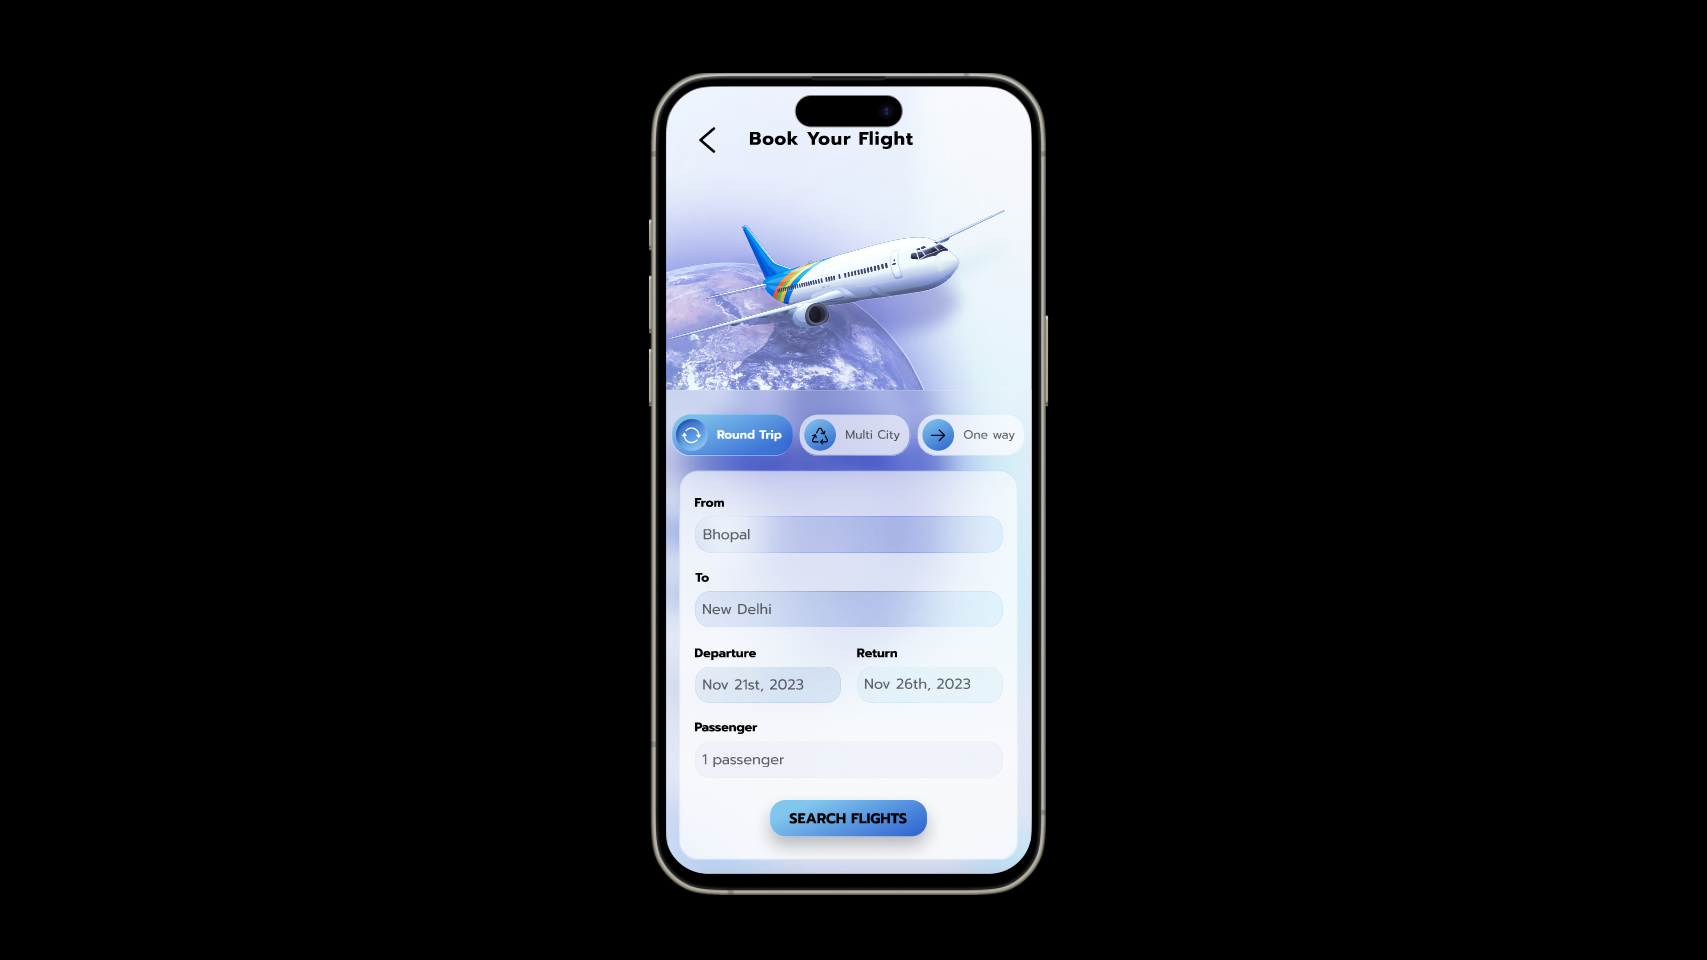 Book Your Flight
Round Trip
Multi City
One way
From
Bhopal
To
New Delhi
Departure
Return
Nov 21st, 2023
Nov 26th, 2023
Passenger
1 passenger
SEARCH FLIGHTS